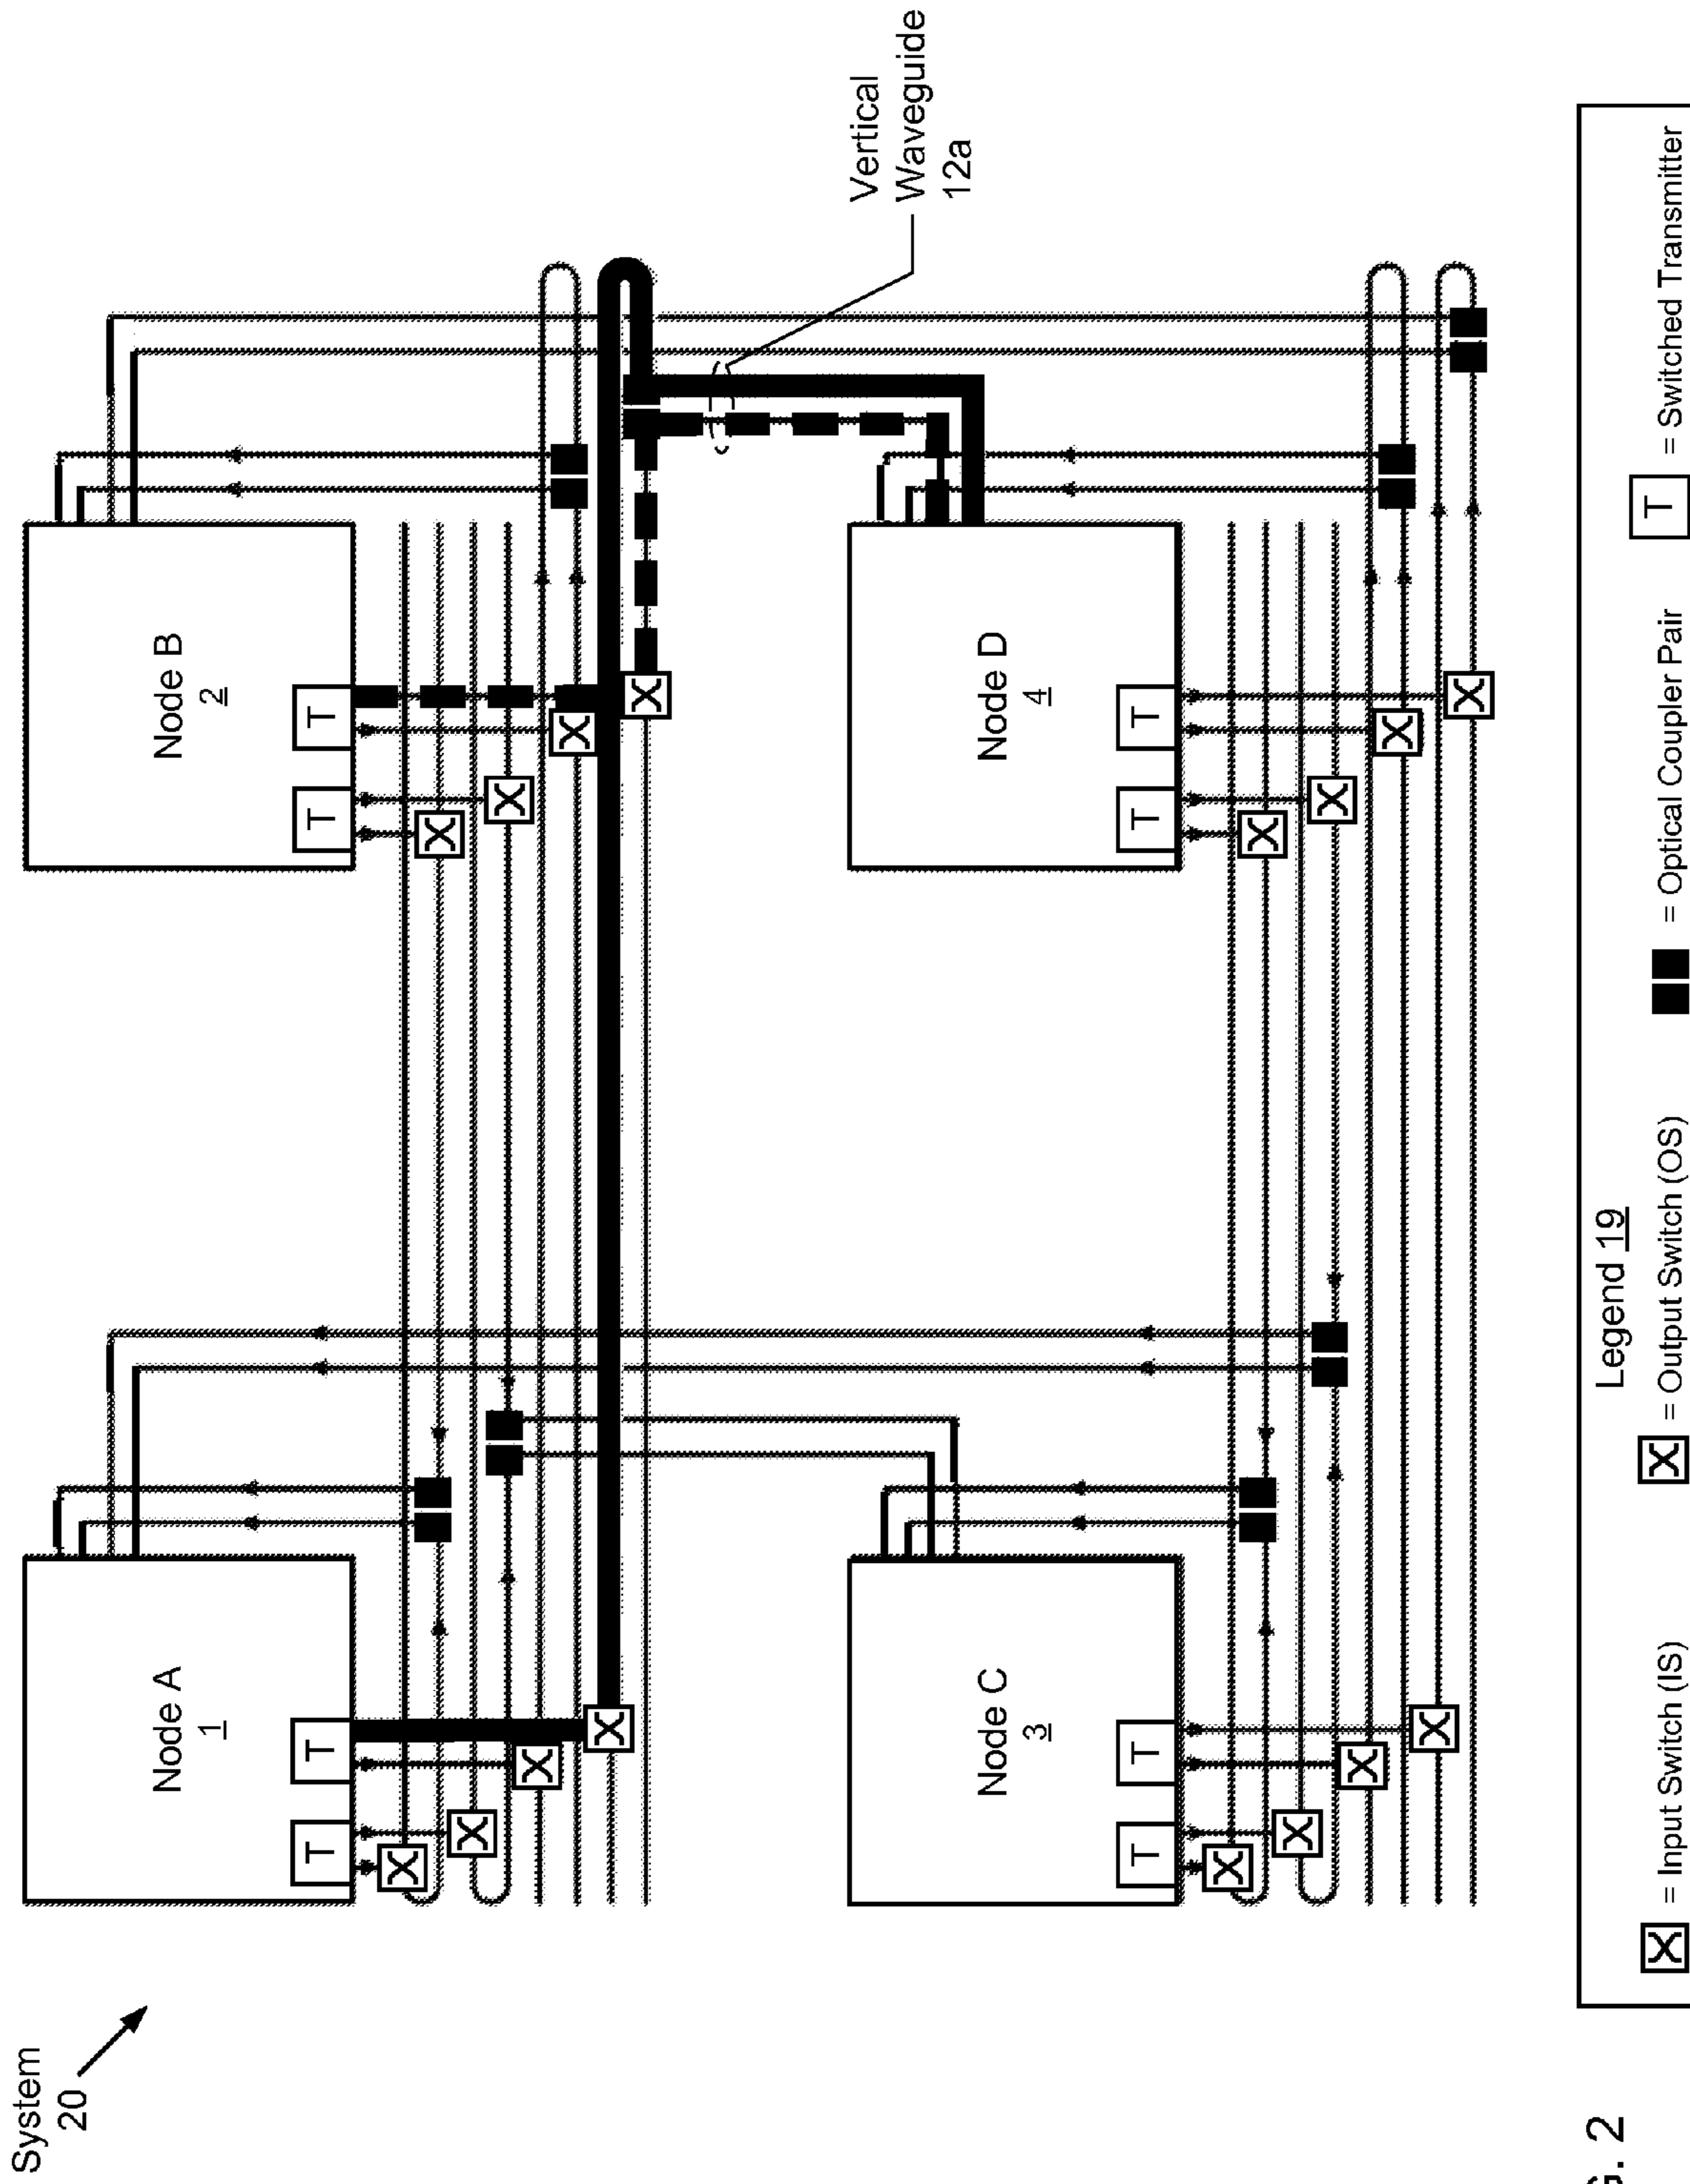 System
20
Node A
1
T
T
Node B
2
T
T
Vertical
Waveguide
12a
Node C
3
T
T
Node D
4
T
T
Legend 19
= Input Switch (IS)
= Output Switch (OS)
= Optical Coupler Pair
T = Switched Transmitter
2